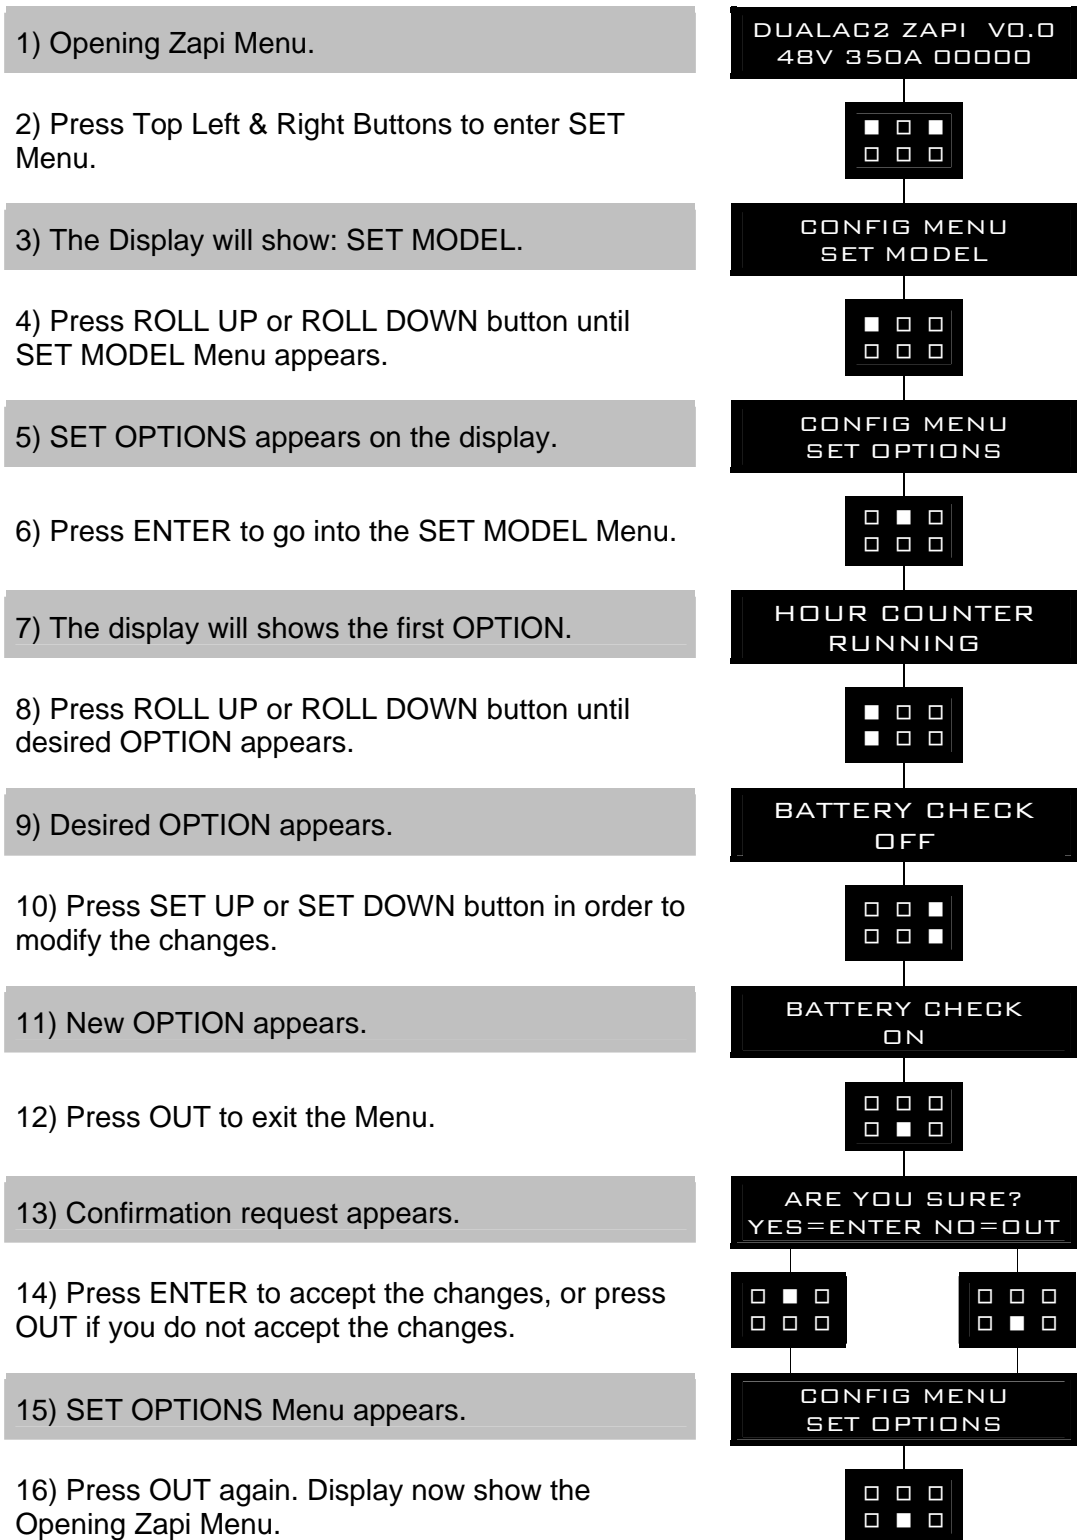 1) Opening Zapi Menu.
DUALAC2 ZAPI V0.0
48V 350A 00000
2) Press Top Left & Right Buttons to enter SET
Menu.
3) The Display will show: SET MODEL.
CONFIG MENU
SET MODEL
4) Press ROLL UP or ROLL DOWN button until
SET MODEL Menu appears.
5) SET OPTIONS appears on the display.
CONFIG MENU
SET OPTIONS
6) Press ENTER to go into the SET MODEL Menu.
7) The display will shows the first OPTION.
HOUR COUNTER
RUNNING
8) Press ROLL UP or ROLL DOWN button until
desired OPTION appears.
9) Desired OPTION appears.
BATTERY CHECK
OFF
10) Press SET UP or SET DOWN button in order to
modify the changes.
11) New OPTION appears.
BATTERY CHECK
ON
12) Press OUT to exit the Menu.
13) Confirmation request appears.
ARE YOU SURE?
YES=ENTER NO=OUT
14) Press ENTER to accept the changes, or press
OUT if you do not accept the changes.
15) SET OPTIONS Menu appears.
CONFIG MENU
SET OPTIONS
16) Press OUT again. Display now show the
Opening Zapi Menu.